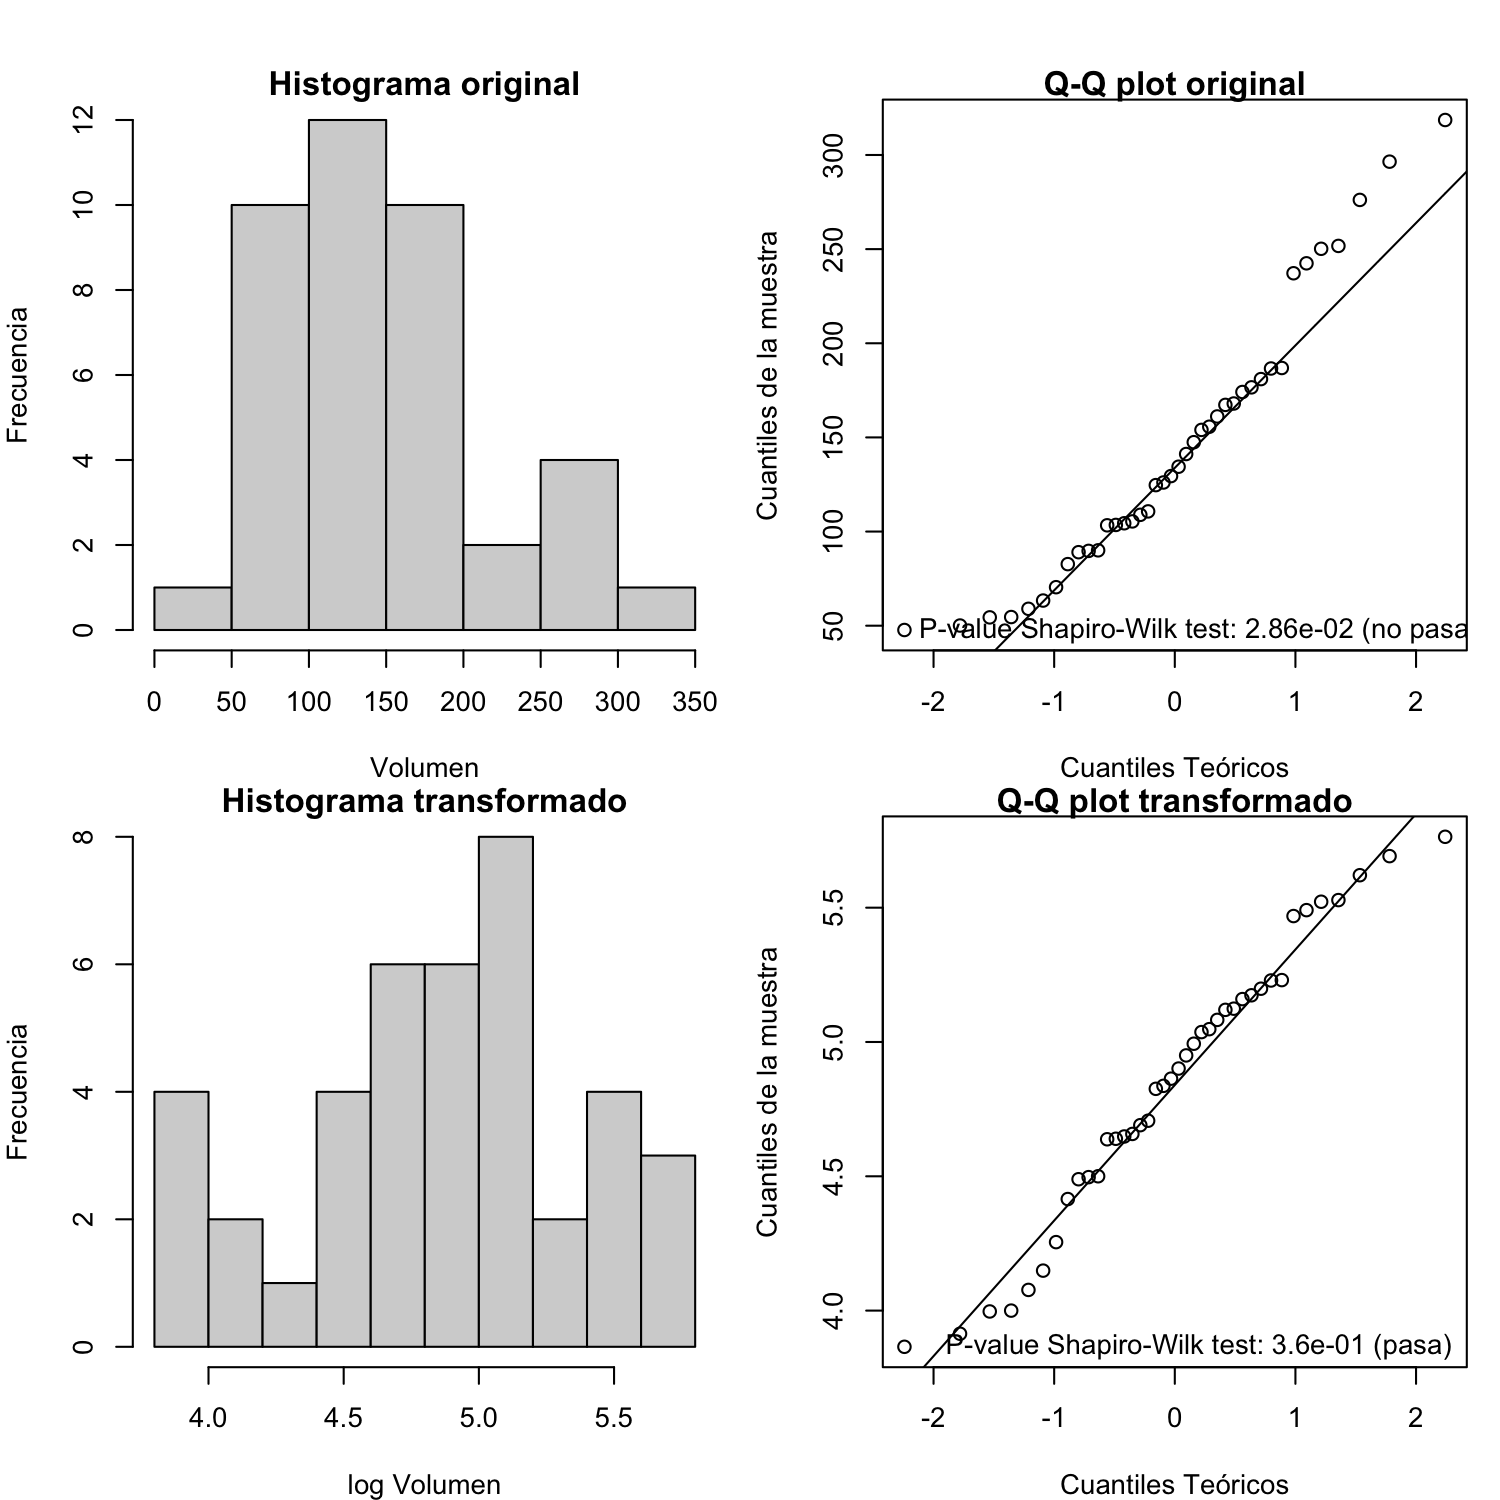 Histograma original
Frecuencia
0 2 4 6 8 10 12
0 50 100 150 200 250 300 350
Volumen
Q-Q plot original
Cuantiles de la muestra
50 100 150 200 250 300
P-value Shapiro-Wilk test: 2.86e-02 (no pasa
-2 -1 0 1 2
Cuantiles Teóricos
Histograma transformado
Frecuencia
0 2 4 6 8
4.0 4.5 5.0 5.5
log Volumen
Q-Q plot transformado
Cuantiles de la muestra
4.0 4.5 5.0 5.5
P-value Shapiro-Wilk test: 3.6e-01 (pasa)
-2 -1 0 1 2
Cuantiles Teóricos